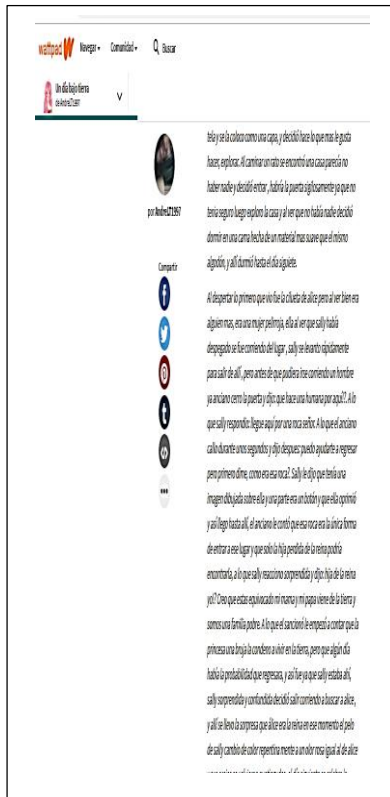 wattpad Navegar Comunidad Buscar
Un día bajo tierra
de AndreLT1997
por AndreLT1997
Compartir
tela y se la coloco como una capa, y decidió hace lo que mas le gusta
hacer, explorar. Al caminar un rato se encontró una casa parecía no
haber nadie y decidió entrar , habría la puerta sigilosamente ya que no
tenia seguro luego exploro la casa y al ver que no había nadie decidió
dormir en una cama hecha de un material mas suave que el mismo
algodón, y allí durmió hasta el día siguiente.
Al despertar lo primero que vio fue la silueta de alice pero al ver bien era
alguien mas, era una mujer pelirroja, ella al ver que sally había
despegado se fue corriendo del lugar , sally se levanto rápidamente
para salir de allí , pero antes de que pudiera irse corriendo un hombre
ya anciano cerro la puerta y dijo: que hace una humana por aquí?. A lo
que sally respondio: llegue aquí por una roca señor. A lo que el anciano
callo durante unos segundos y dijo despues: puedo ayudarte a regresar
pero primero dime, como era esa roca?. Sally le dijo que tenía una
imagen dibujada sobre ella y una parte era un botón y que ella oprimió
y así llego hasta allí, el anciano le contó que esa roca era la única forma
de entrar a ese lugar y que solo la hija perdida de la reina podría
encontrarla, a lo que sally reacciono sorprendida y dijo: hija de la reina
yo!? Creo que estas equivocado mi mama y mi papa viene de la tierra y
somos una familia pobre. A lo que el sancionó le empezó a contar que la
princesa una bruja la condeno a vivir en la tierra, pero que algún día
había la probabilidad que regresara, y así fue ya que sally estaba ahí,
sally sorprendida y confundida decidió salir corriendo a buscar a alice ,
y allí se llevo la sorpresa que alice era la reina en ese momento el pelo
de sally cambio de color repentina mente a un olor rosa igual al de alice